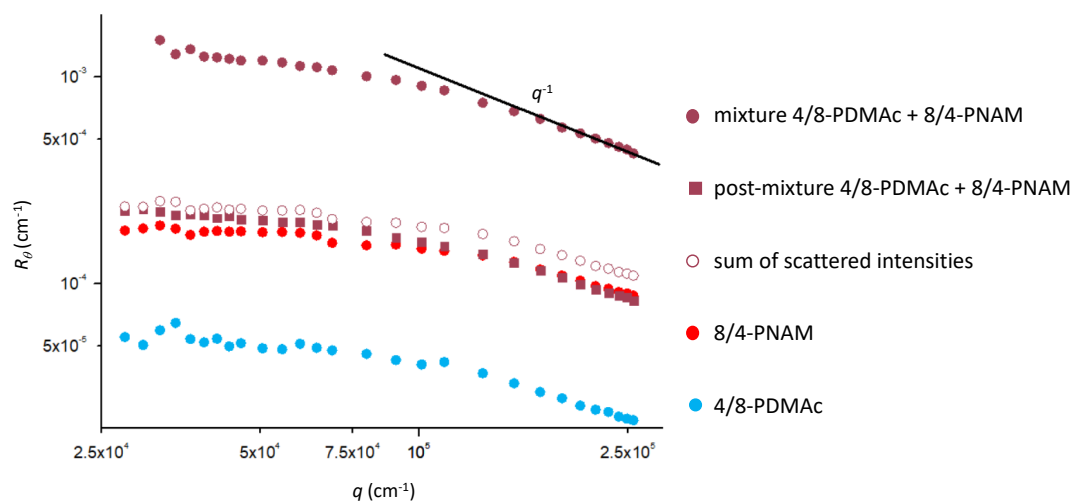 10⁻³
5x10⁻⁴
10⁻⁴
5x10⁻⁵
R_θ (cm⁻¹)
q⁻¹
2.5x10⁴
5x10⁴
7.5x10⁴
10⁵
2.5x10⁵
q (cm⁻¹)
mixture 4/8-PDMAc + 8/4-PNAM
post-mixture 4/8-PDMAc + 8/4-PNAM
sum of scattered intensities
8/4-PNAM
4/8-PDMAc